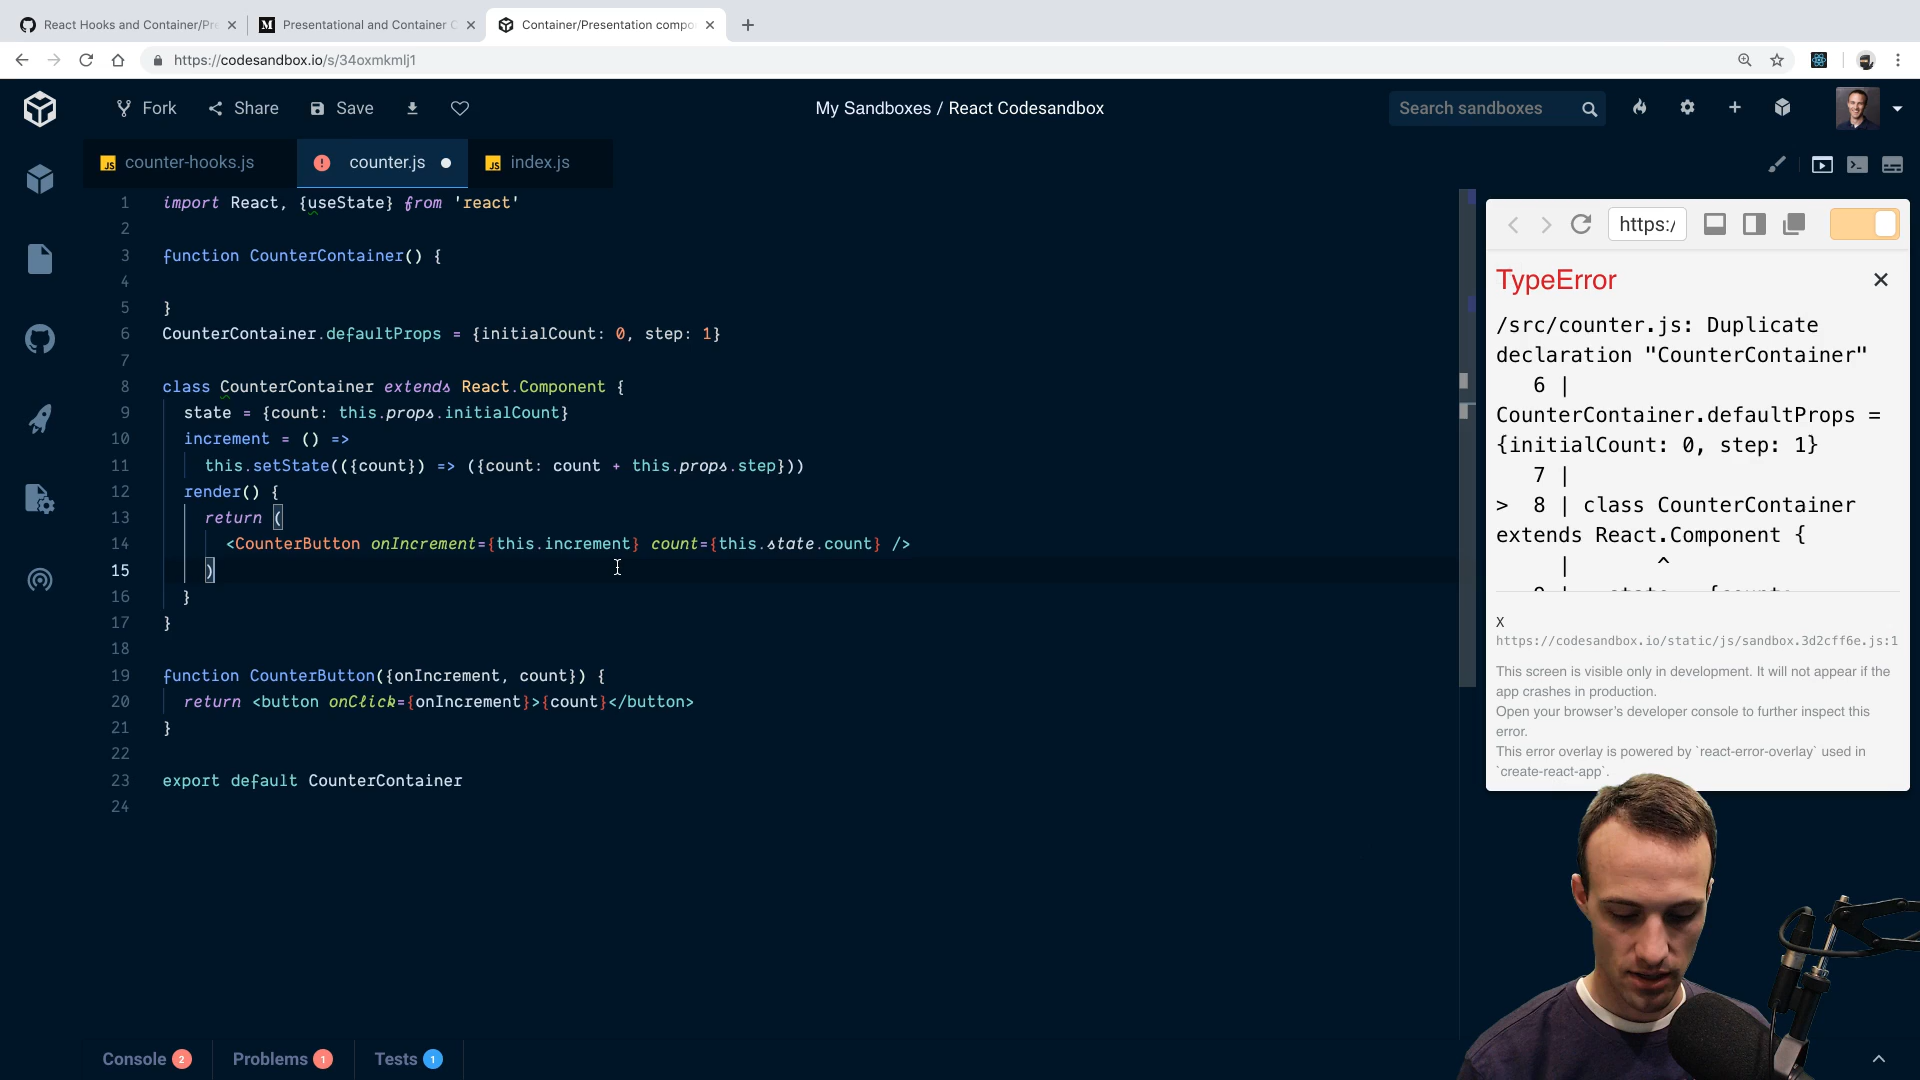 React Hooks and Container/Pre
Presentational and Container C
Container/Presentation compo
https://codesandbox.io/s/34oxmkmlj1
Fork
Share
Save
My Sandboxes / React Codesandbox
Search sandboxes
counter-hooks.js
counter.js
index.js
1 import React, {useState} from 'react'
2
3 function CounterContainer() {
4
5 }
6 CounterContainer.defaultProps = {initialCount: 0, step: 1}
7
8 class CounterContainer extends React.Component {
9 state = {count: this.props.initialCount}
10 increment = () =>
11 this.setState(({count}) => ({count: count + this.props.step}))
12 render() {
13 return (
14 <CounterButton onIncrement={this.increment} count={this.state.count} />
15 )
16 }
17 }
18
19 function CounterButton({onIncrement, count}) {
20 return <button onClick={onIncrement}>{count}</button>
21 }
22
23 export default CounterContainer
24
https:/
TypeError
/src/counter.js: Duplicate
declaration "CounterContainer"
6 |
CounterContainer.defaultProps =
{initialCount: 0, step: 1}
7 |
> 8 | class CounterContainer
extends React.Component {
| ^
X
https://codesandbox.io/static/js/sandbox.3d2cff6e.js:1
This screen is visible only in development. It will not appear if the
app crashes in production.
Open your browser's developer console to further inspect this
error.
This error overlay is powered by `react-error-overlay` used in
`create-react-app`.
Console 2
Problems 1
Tests 1